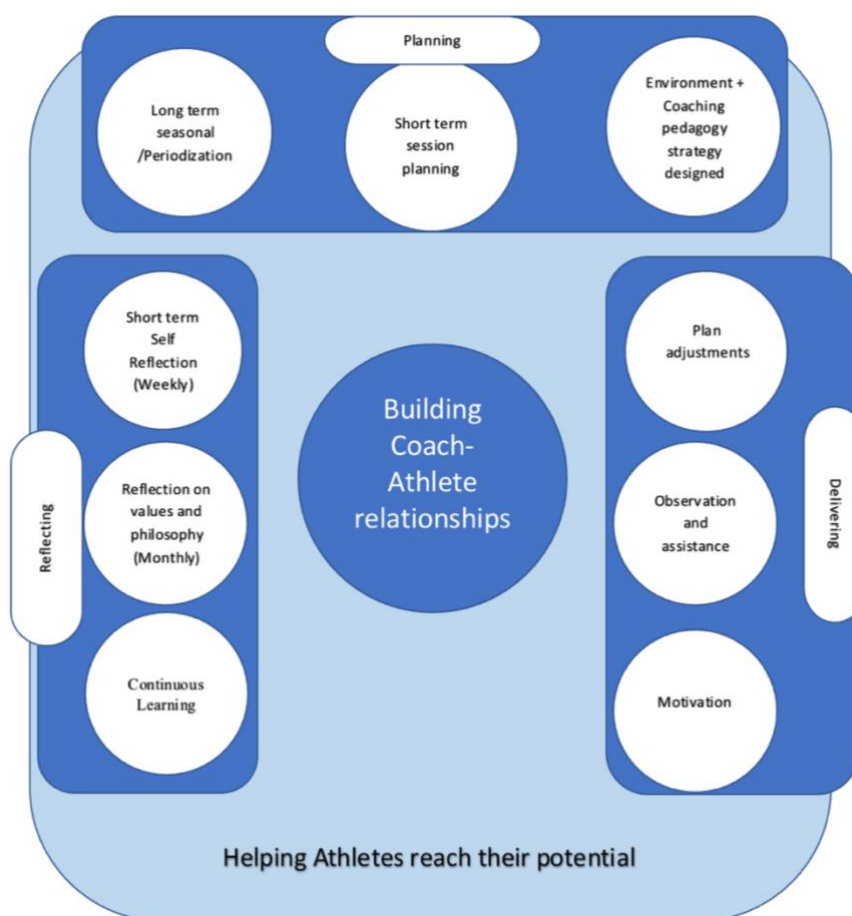 Planning
Long term
seasonal
/Periodization
Short term
session
planning
Environment +
Coaching
pedagogy
strategy
designed
Reflecting
Short term
Self
Reflection
(Weekly)
Reflection on
values and
philosophy
(Monthly)
Continuous
Learning
Building
Coach-
Athlete
relationships
Plan
adjustments
Observation
and
assistance
Motivation
Delivering
Helping Athletes reach their potential